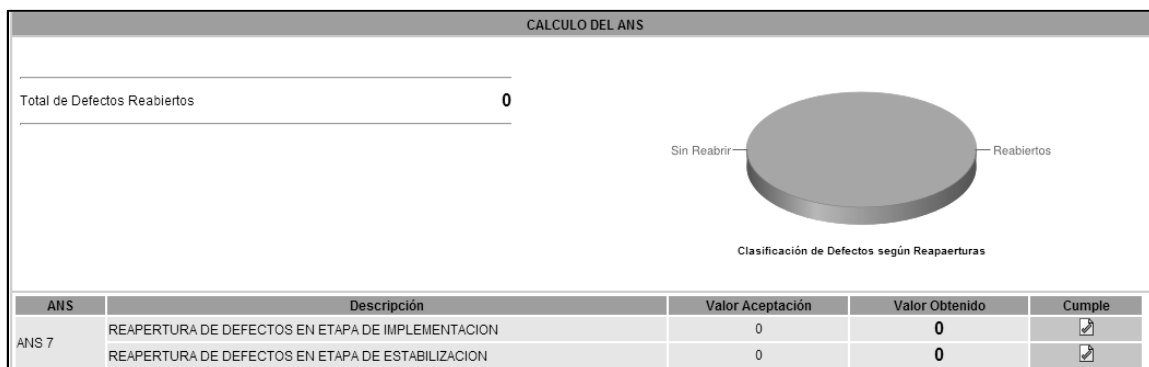 CALCULO DEL ANS
Total de Defectos Reabiertos 0
Sin Reabrir Reabiertos
Clasificación de Defectos según Reapaerturas
ANS Descripción Valor Aceptación Valor Obtenido Cumple
ANS 7
REAPERTURA DE DEFECTOS EN ETAPA DE IMPLEMENTACION 0 0
REAPERTURA DE DEFECTOS EN ETAPA DE ESTABILIZACION 0 0